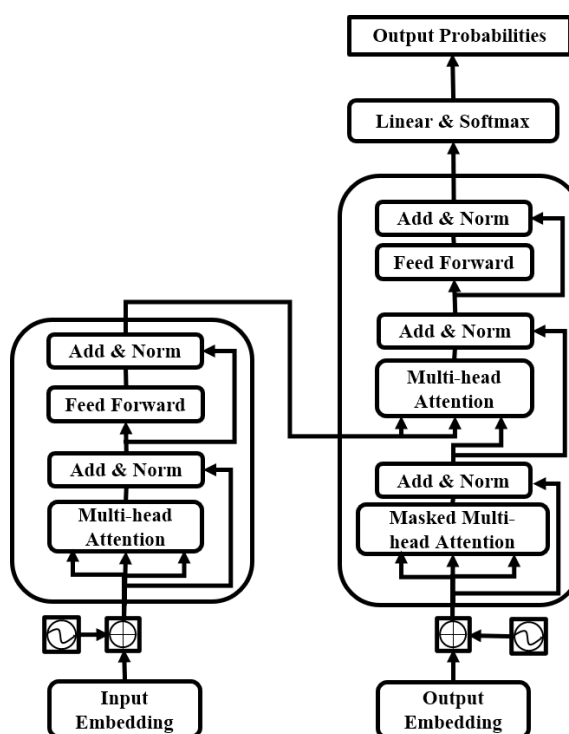 Output Probabilities
Linear & Softmax
Add & Norm
Feed Forward
Add & Norm
Multi-head
Attention
Add & Norm
Masked Multi-
head Attention
Output
Embedding
Add & Norm
Feed Forward
Add & Norm
Multi-head
Attention
Input
Embedding